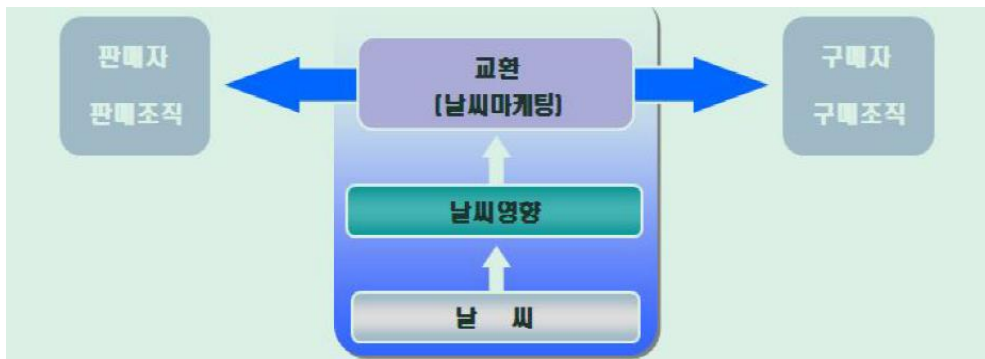 판매자
판매조직
교환
(날씨마케팅)
구매자
구매조직
날씨영향
날 씨